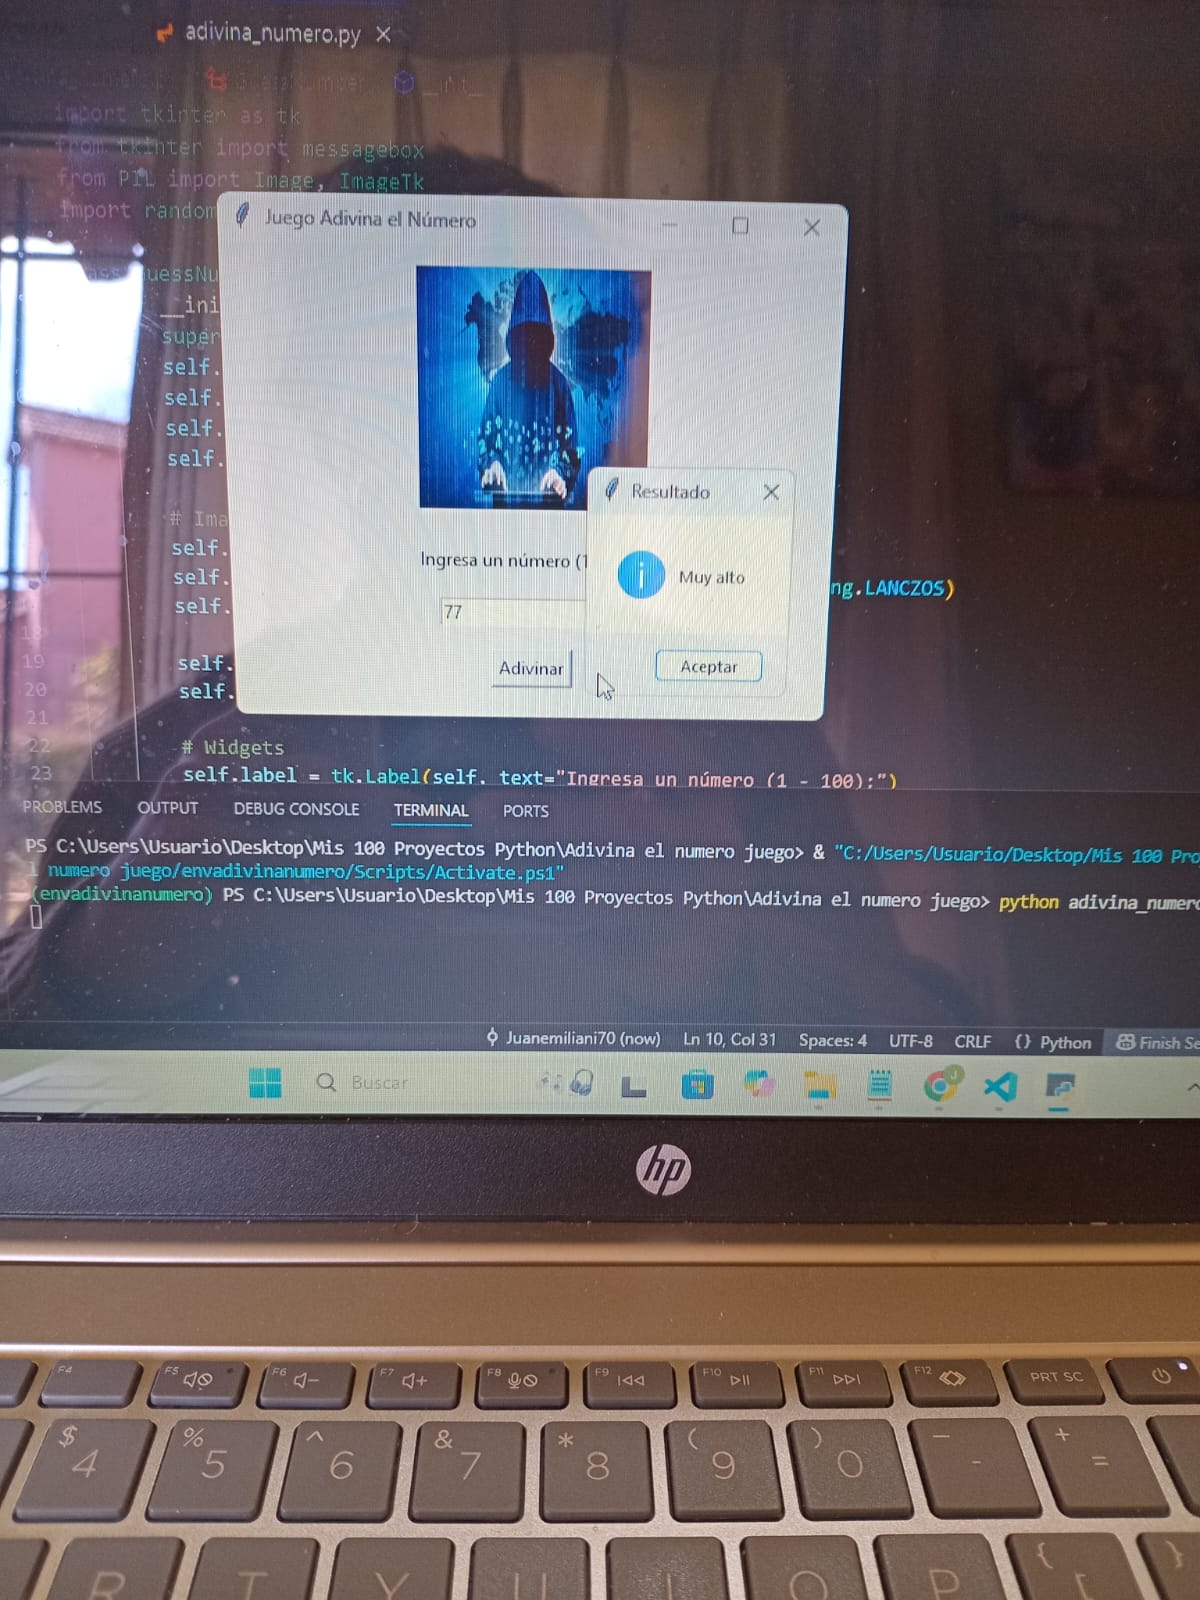 adivina_numero.py
import tkinter as tk
from tkinter import messagebox
from PIL import Image, ImageTk
import random
Juego Adivina el Número
uessNu
__ini
super
self.
self.
self.
self.
# Ima
self.
self.
ng.LANCZOS)
self.
Ingresa un número (1
77
Adivinar
Resultado
Muy alto
Aceptar
19
self.
20
self.
21
22
# Widgets
23
self.label = tk.Label(self. text="Ingresa un número (1 - 100):")
PROBLEMS OUTPUT DEBUG CONSOLE TERMINAL PORTS
PS C:\Users\Usuario\Desktop\Mis 100 Proyectos Python\Adivina el numero juego> & "C:/Users/Usuario/Desktop/Mis 100 Pro
l numero juego/envadivinanumero/Scripts/Activate.ps1"
(envadivinanumero) PS C:\Users\Usuario\Desktop\Mis 100 Proyectos Python\Adivina el numero juego> python adivina_numero
Juanemiliani70 (now) Ln 10, Col 31 Spaces: 4 UTF-8 CRLF {} Python Finish Se
Buscar
hp
F4 F5 F6 F7 F8 F9 F10 F11 F12 PRT SC
$ % ^ & * ( ) — +
4 5 6 7 8 9 0 - =
R T Y U I O P { }
[